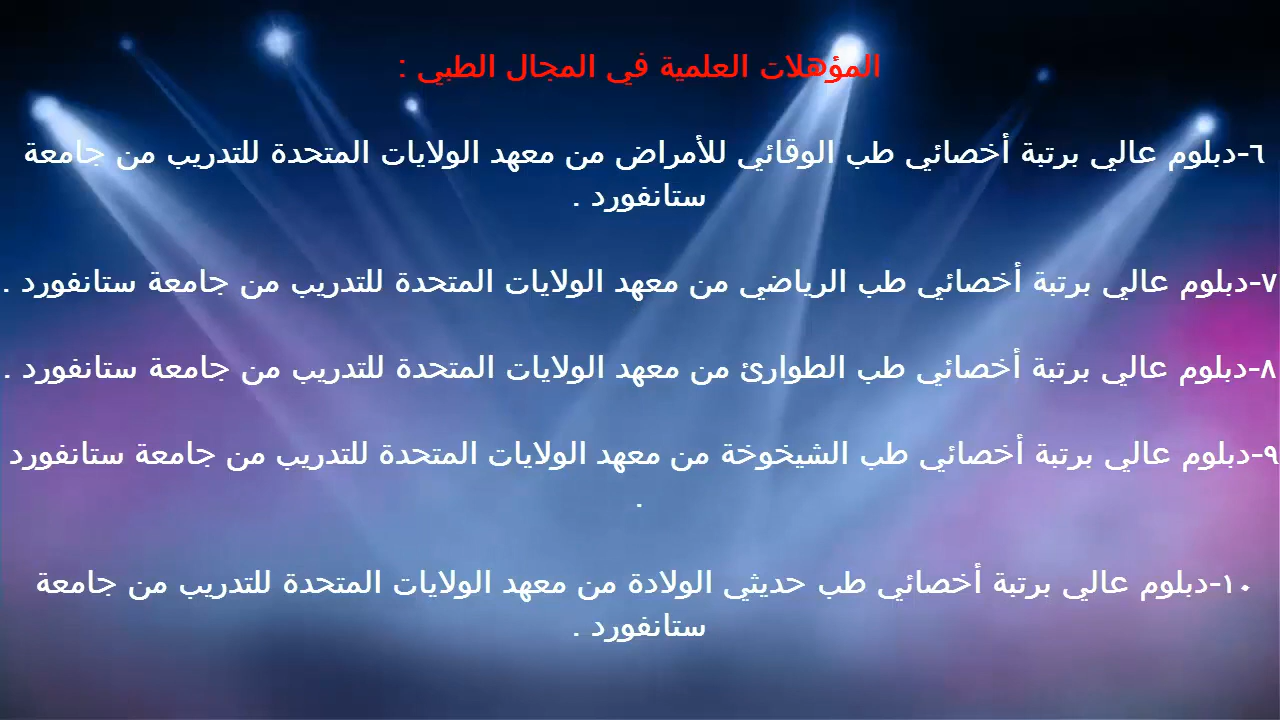 المؤهلات العلمية في المجال الطبي :
٦-دبلوم عالي برتبة أخصائي طب الوقائي للأمراض من معهد الولايات المتحدة للتدريب من جامعة
ستانفورد .
٧-دبلوم عالي برتبة أخصائي طب الرياضي من معهد الولايات المتحدة للتدريب من جامعة ستانفورد .
٨-دبلوم عالي برتبة أخصائي طب الطوارئ من معهد الولايات المتحدة للتدريب من جامعة ستانفورد .
٩-دبلوم عالي برتبة أخصائي طب الشيخوخة من معهد الولايات المتحدة للتدريب من جامعة ستانفورد
.
١٠-دبلوم عالي برتبة أخصائي طب حديثي الولادة من معهد الولايات المتحدة للتدريب من جامعة
ستانفورد .